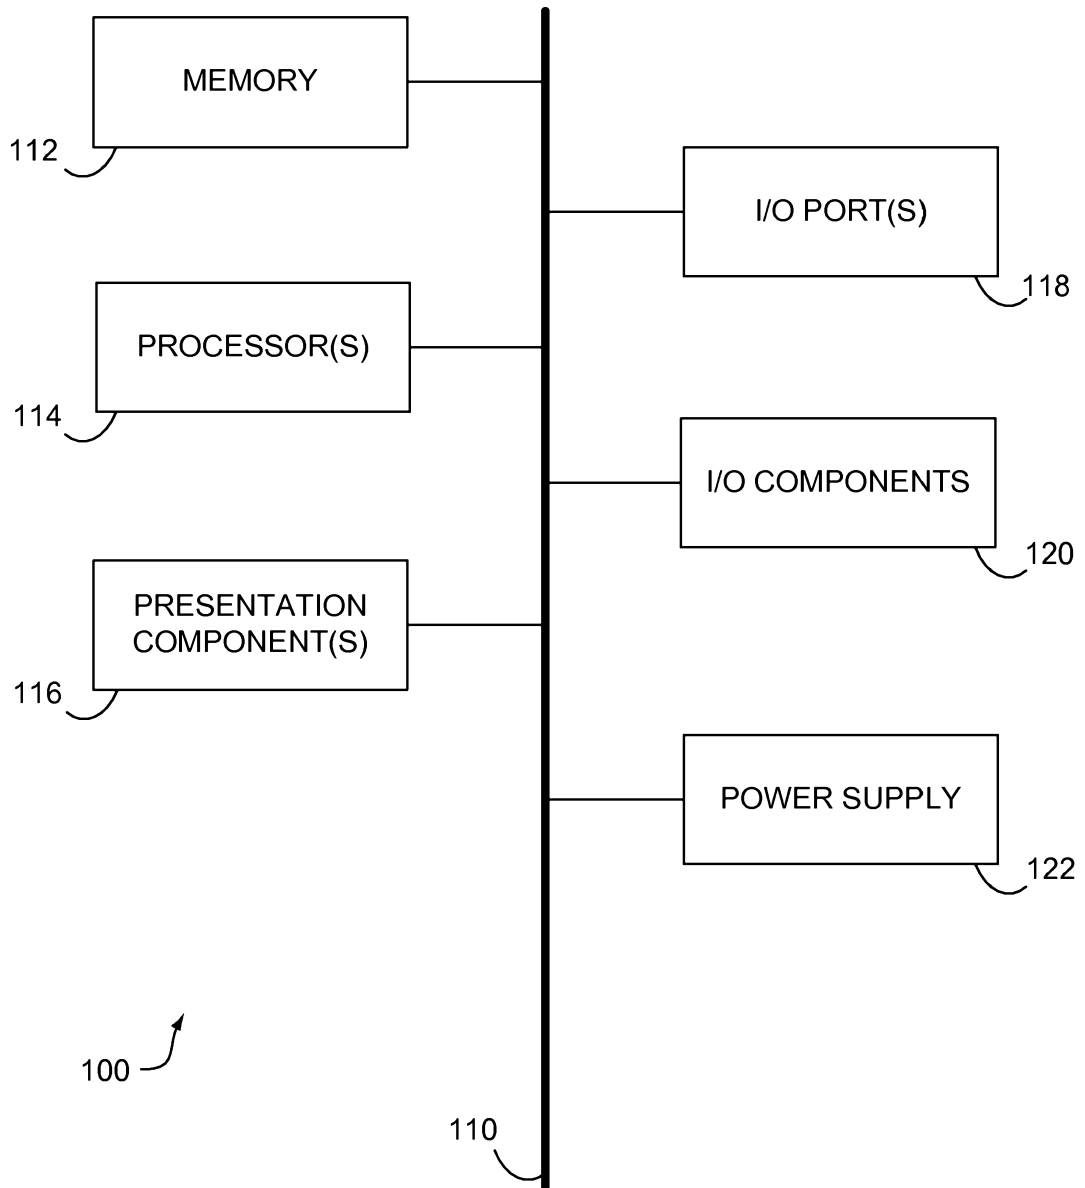 MEMORY
112
I/O PORT(S)
118
PROCESSOR(S)
114
I/O COMPONENTS
120
PRESENTATION
COMPONENT(S)
116
POWER SUPPLY
122
100
110